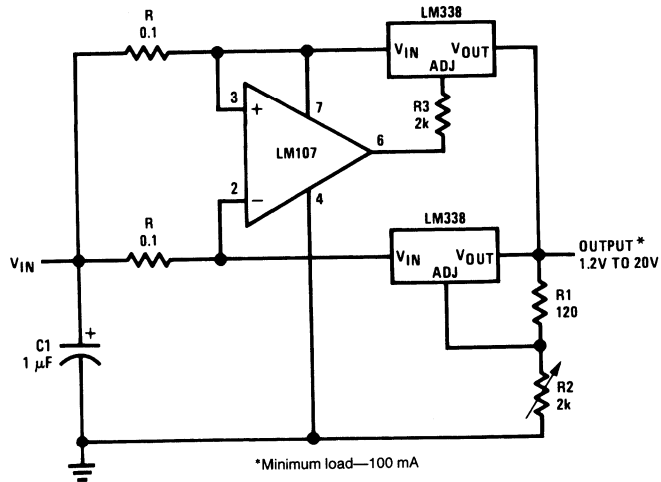 LM338
R
0.1
VIN
VOUT
ADJ
3
+
7
R3
2k
LM107
6
2
−
4
LM338
R
0.1
VIN
VIN
VOUT
ADJ
OUTPUT*
1.2V TO 20V
R1
120
+
C1
1 μF
R2
2k
*Minimum load—100 mA